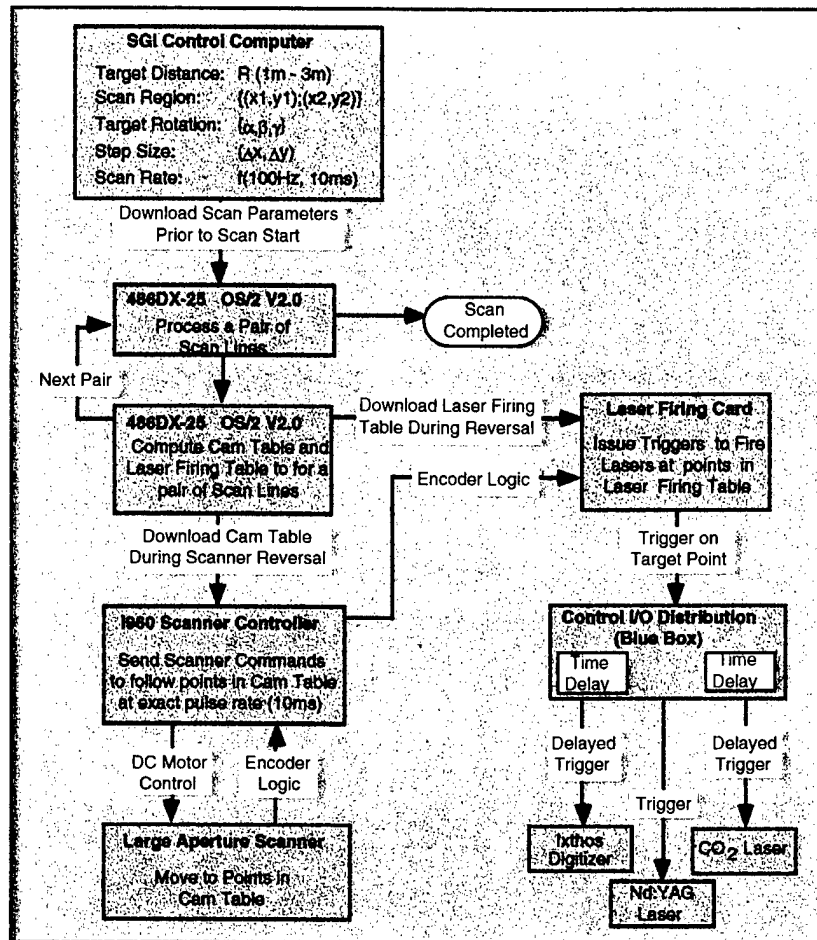 SGI Control Computer
Target Distance: R (1m - 3m)
Scan Region: {(x1,y1);(x2,y2)}
Target Rotation: (α,β,γ)
Step Size: (Δx,Δy)
Scan Rate: f(100Hz, 10ms)
Download Scan Parameters
Prior to Scan Start
486DX-25 OS/2 V2.0
Process a Pair of
Scan Lines
Scan
Completed
Next Pair
486DX-25 OS/2 V2.0
Compute Cam Table and
Laser Firing Table to for a
pair of Scan Lines
Download Laser Firing
Table During Reversal
Laser Firing Card
Issue Triggers to Fire
Lasers at points in
Laser Firing Table
Encoder Logic
Download Cam Table
During Scanner Reversal
Trigger on
Target Point
I960 Scanner Controller
Send Scanner Commands
to follow points in Cam Table
at exact pulse rate (10ms)
Control I/O Distribution
(Blue Box)
Time
Delay
Time
Delay
DC Motor
Control
Encoder
Logic
Delayed
Trigger
Trigger
Delayed
Trigger
Large Aperture Scanner
Move to Points in
Cam Table
Ixthos
Digitizer
CO2 Laser
Nd:YAG
Laser